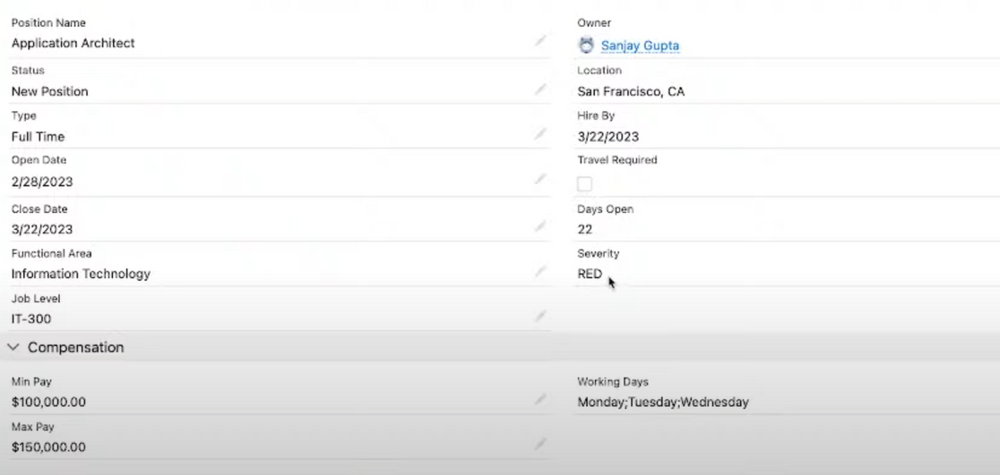 Position Name
Application Architect
Status
New Position
Type
Full Time
Open Date
2/28/2023
Close Date
3/22/2023
Functional Area
Information Technology
Job Level
IT-300
Owner
Sanjay Gupta
Location
San Francisco, CA
Hire By
3/22/2023
Travel Required
Days Open
22
Severity
RED
Compensation
Min Pay
$100,000.00
Max Pay
$150,000.00
Working Days
Monday;Tuesday;Wednesday